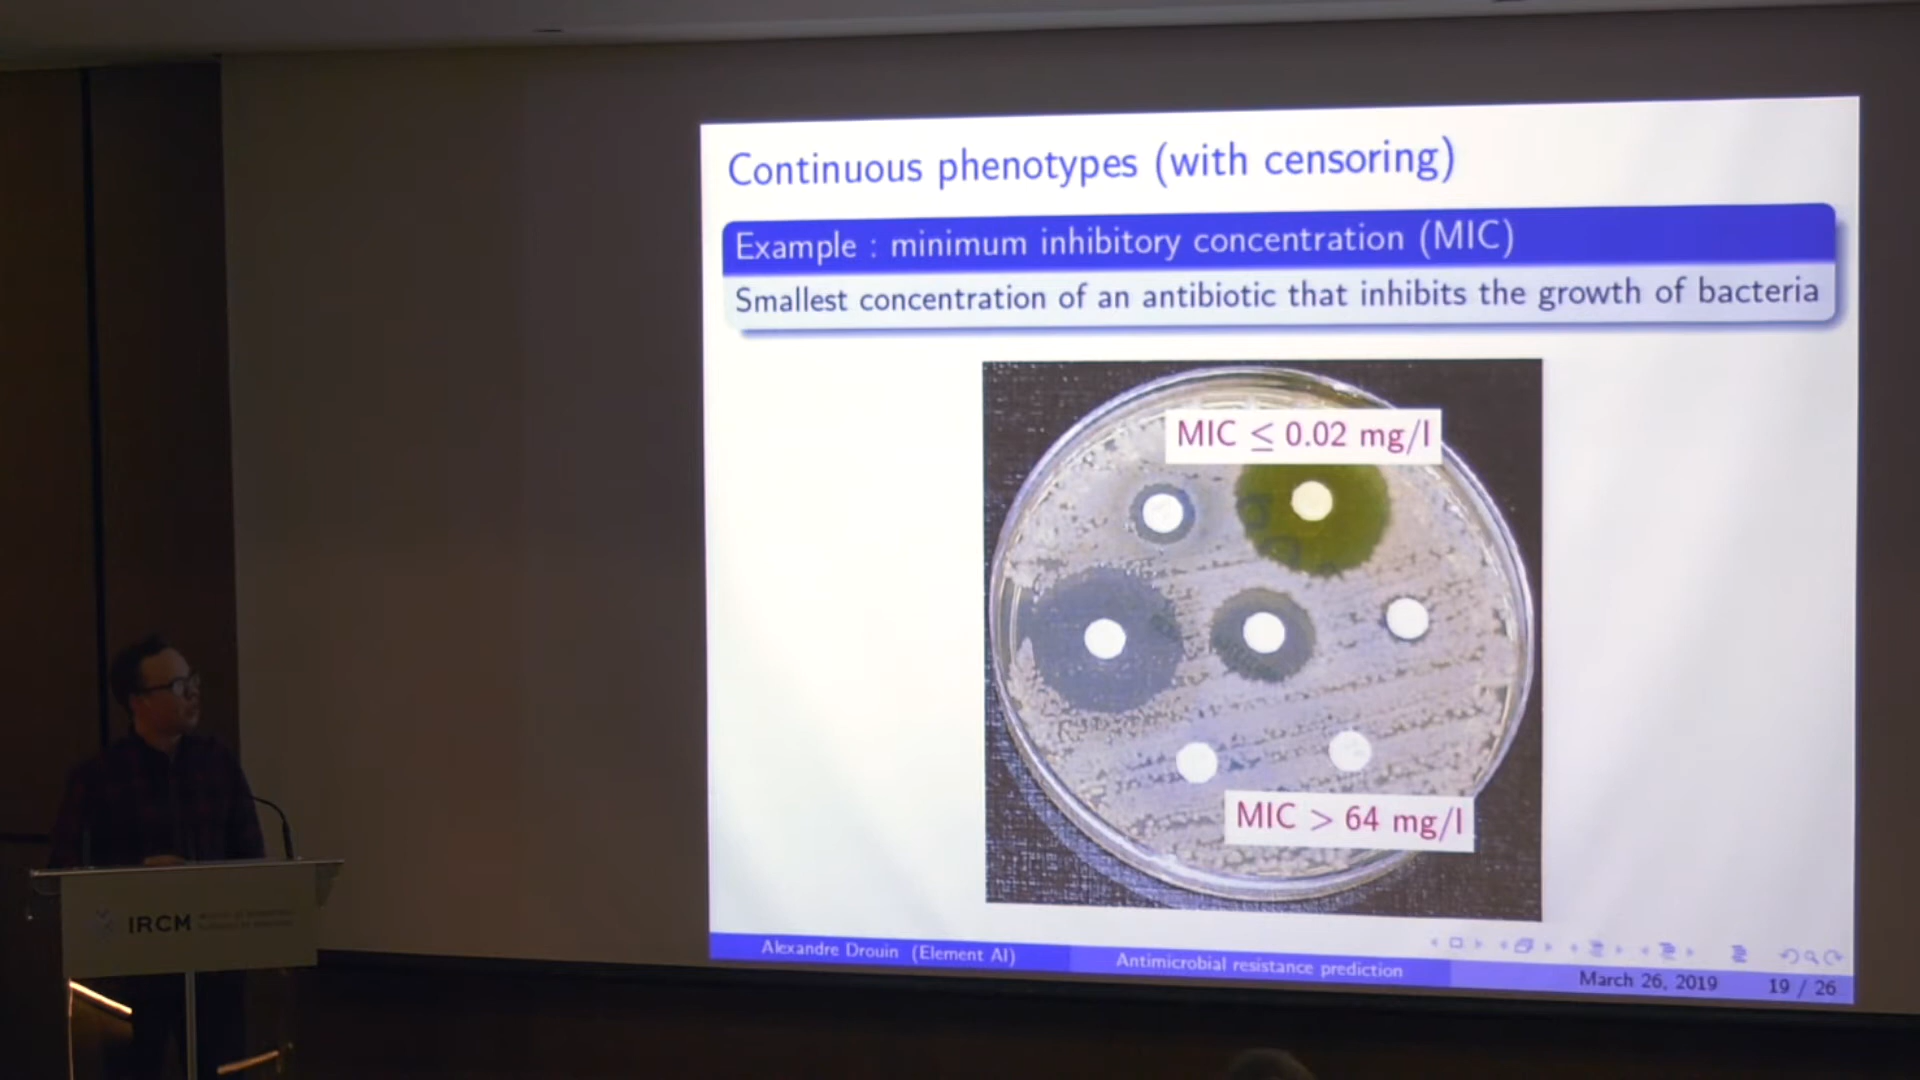 Continuous phenotypes (with censoring)
Example : minimum inhibitory concentration (MIC)
Smallest concentration of an antibiotic that inhibits the growth of bacteria
MIC ≤ 0.02 mg/l
MIC > 64 mg/l
Alexandre Drouin (Element AI)
Antimicrobial resistance prediction
March 26, 2019
19 / 26
IRCM